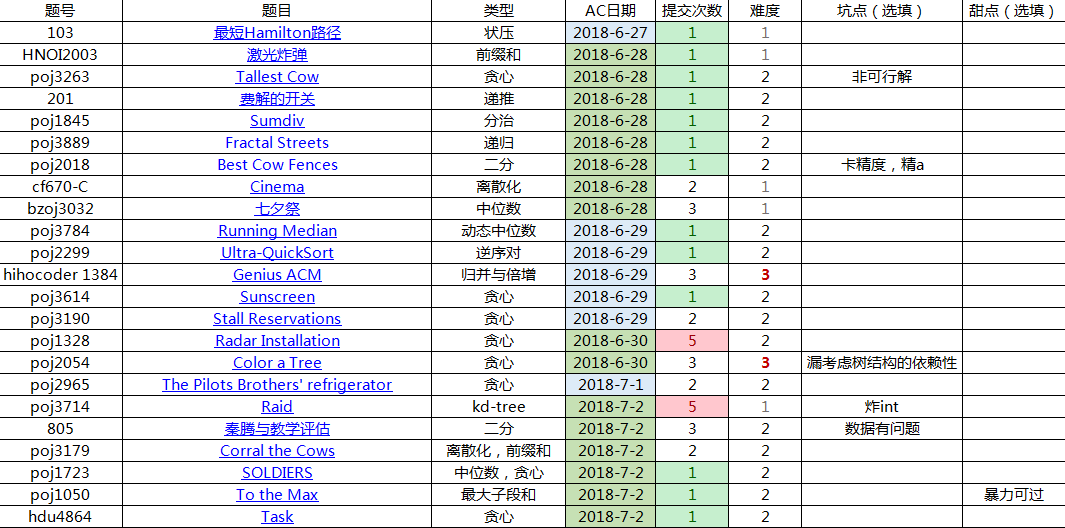 题号 题目 类型 AC日期 提交次数 难度 坑点（选填） 甜点（选填）
103 最短Hamilton路径 状压 2018-6-27 1 1
HNOI2003 激光炸弹 前缀和 2018-6-28 1 1
poj3263 Tallest Cow 贪心 2018-6-28 1 2 非可行解
201 费解的开关 递推 2018-6-28 1 2
poj1845 Sumdiv 分治 2018-6-28 1 2
poj3889 Fractal Streets 递归 2018-6-28 1 2
poj2018 Best Cow Fences 二分 2018-6-28 1 2 卡精度，精a
cf670-C Cinema 离散化 2018-6-28 2 1
bzoj3032 七夕祭 中位数 2018-6-28 3 1
poj3784 Running Median 动态中位数 2018-6-29 1 2
poj2299 Ultra-QuickSort 逆序对 2018-6-29 1 2
hihocoder 1384 Genius ACM 归并与倍增 2018-6-29 3 3
poj3614 Sunscreen 贪心 2018-6-29 1 2
poj3190 Stall Reservations 贪心 2018-6-29 2 2
poj1328 Radar Installation 贪心 2018-6-30 5 2
poj2054 Color a Tree 贪心 2018-6-30 3 3 漏考虑树结构的依赖性
poj2965 The Pilots Brothers' refrigerator 贪心 2018-7-1 2 2
poj3714 Raid kd-tree 2018-7-2 5 1 炸int
805 秦腾与教学评估 二分 2018-7-2 3 2 数据有问题
poj3179 Corral the Cows 离散化，前缀和 2018-7-2 2 2
poj1723 SOLDIERS 中位数，贪心 2018-7-2 1 2
poj1050 To the Max 最大子段和 2018-7-2 1 2 暴力可过
hdu4864 Task 贪心 2018-7-2 1 2